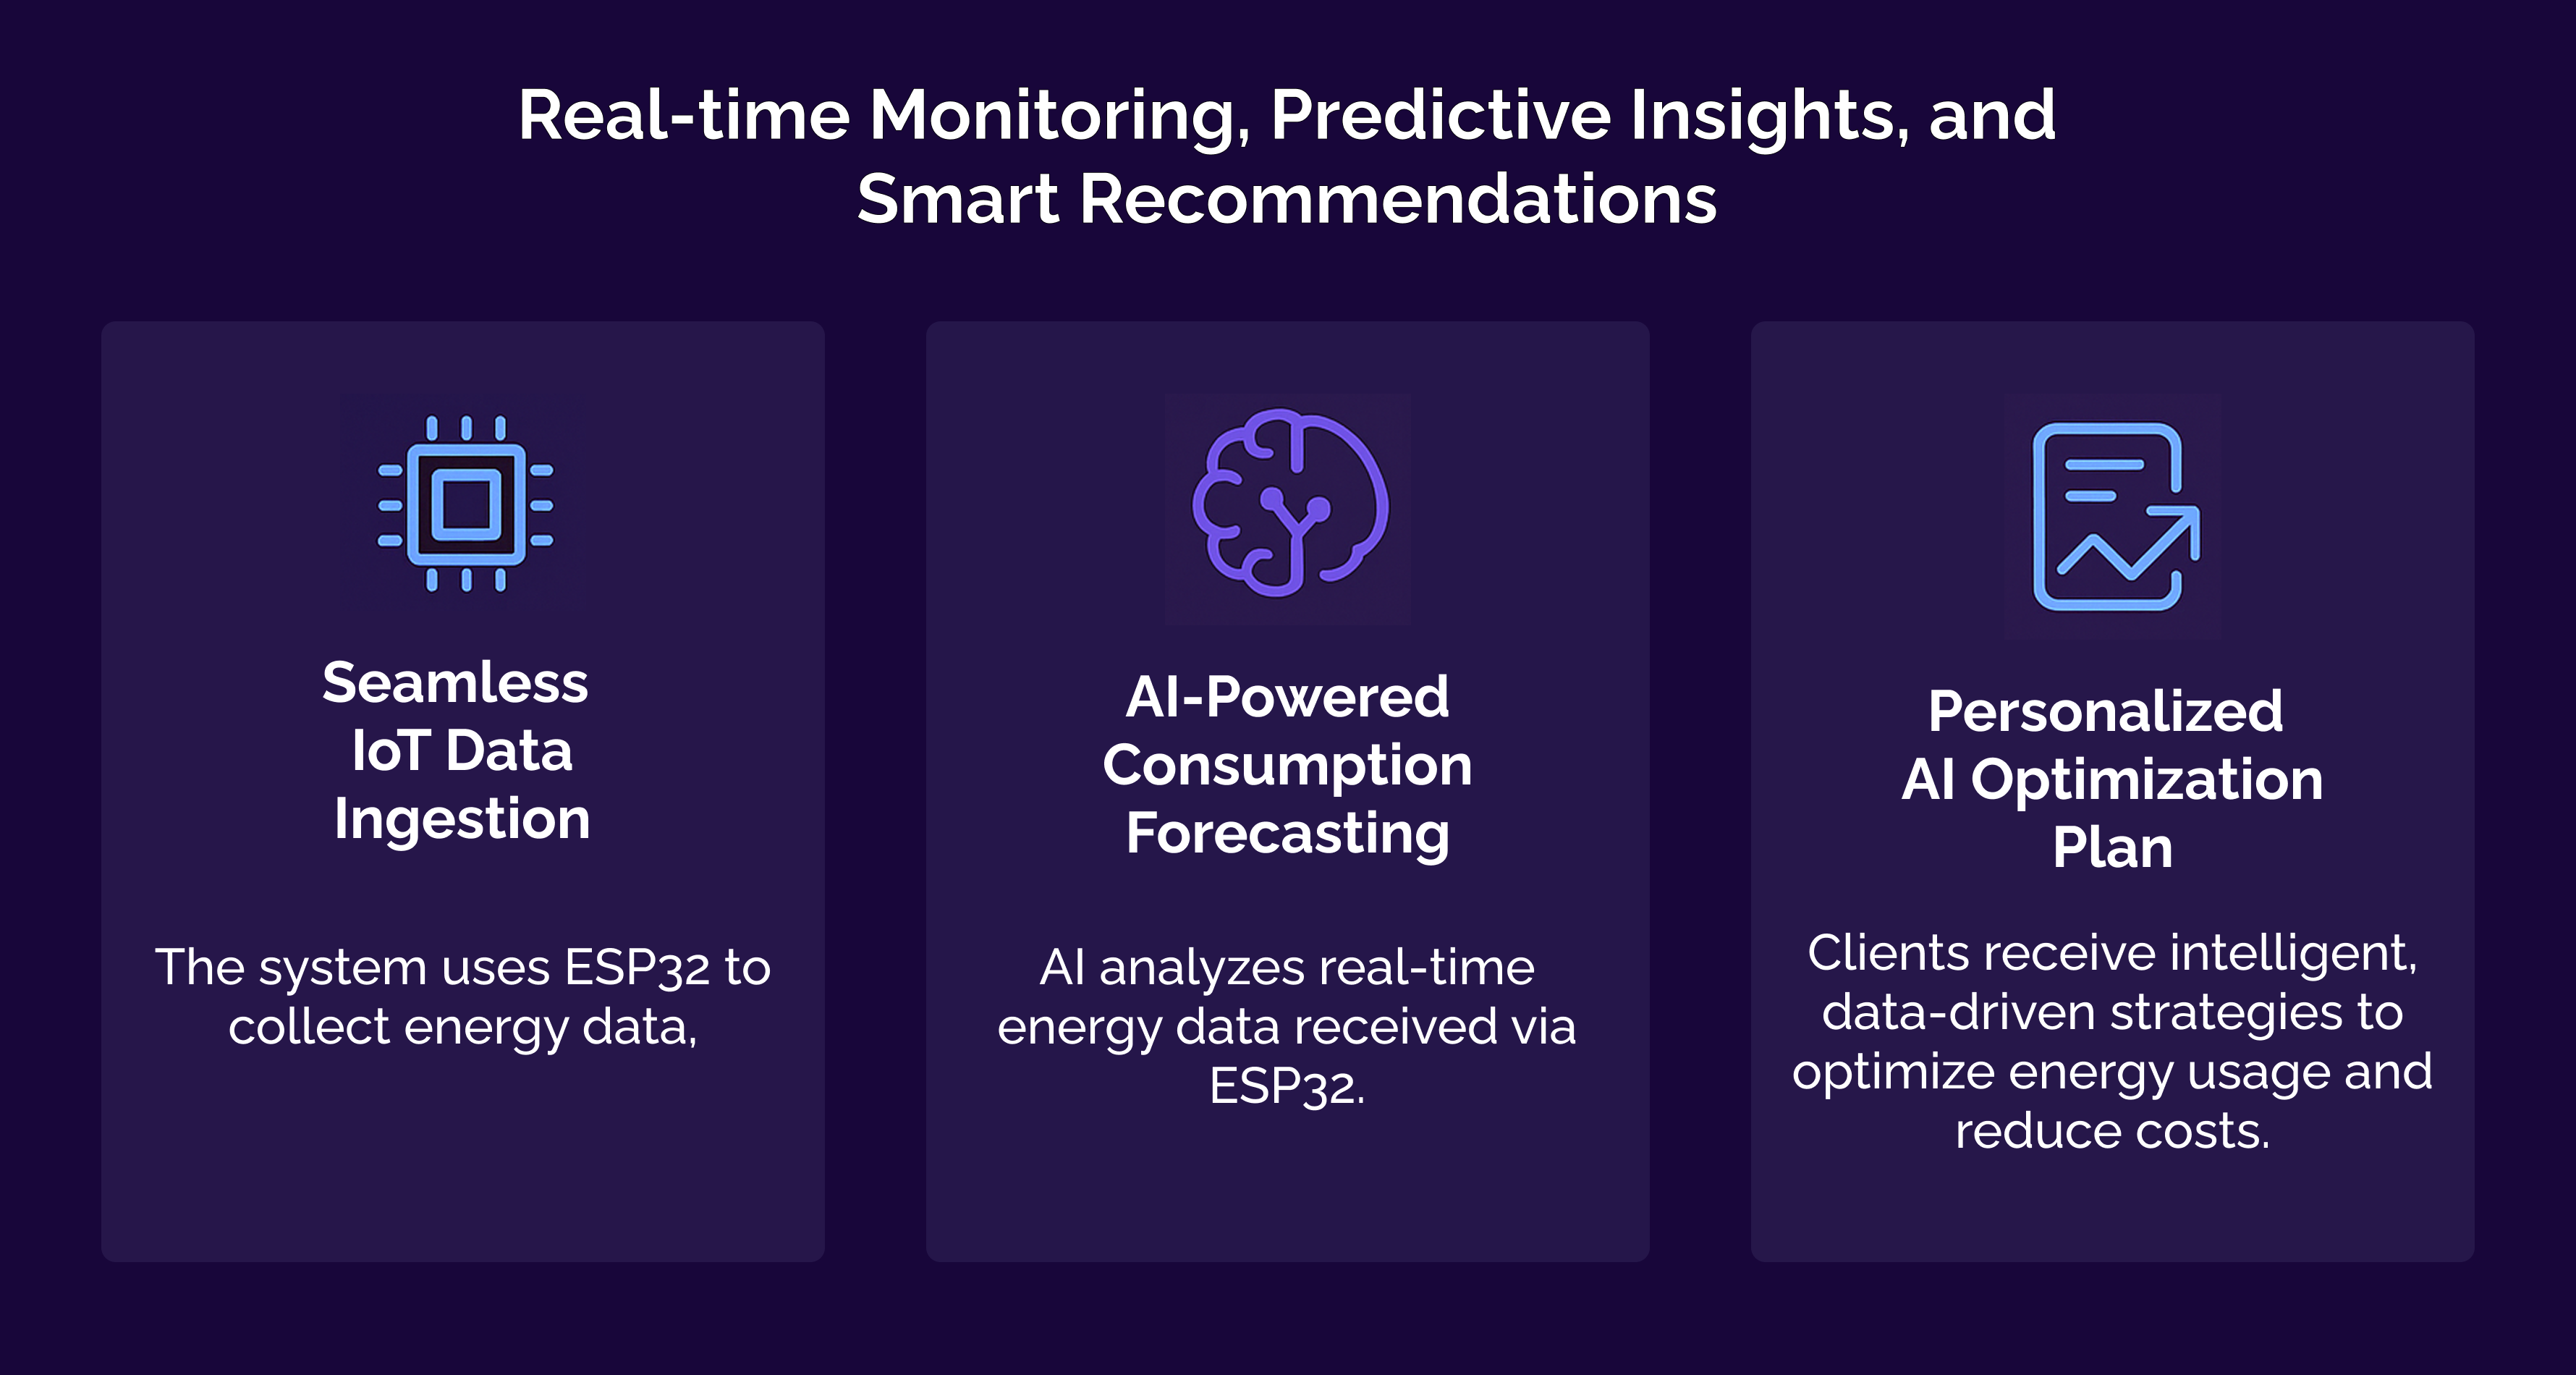 Real-time Monitoring, Predictive Insights, and
Smart Recommendations
Seamless
IoT Data
Ingestion
The system uses ESP32 to
collect energy data,
AI-Powered
Consumption
Forecasting
AI analyzes real-time
energy data received via
ESP32.
Personalized
AI Optimization
Plan
Clients receive intelligent,
data-driven strategies to
optimize energy usage and
reduce costs.